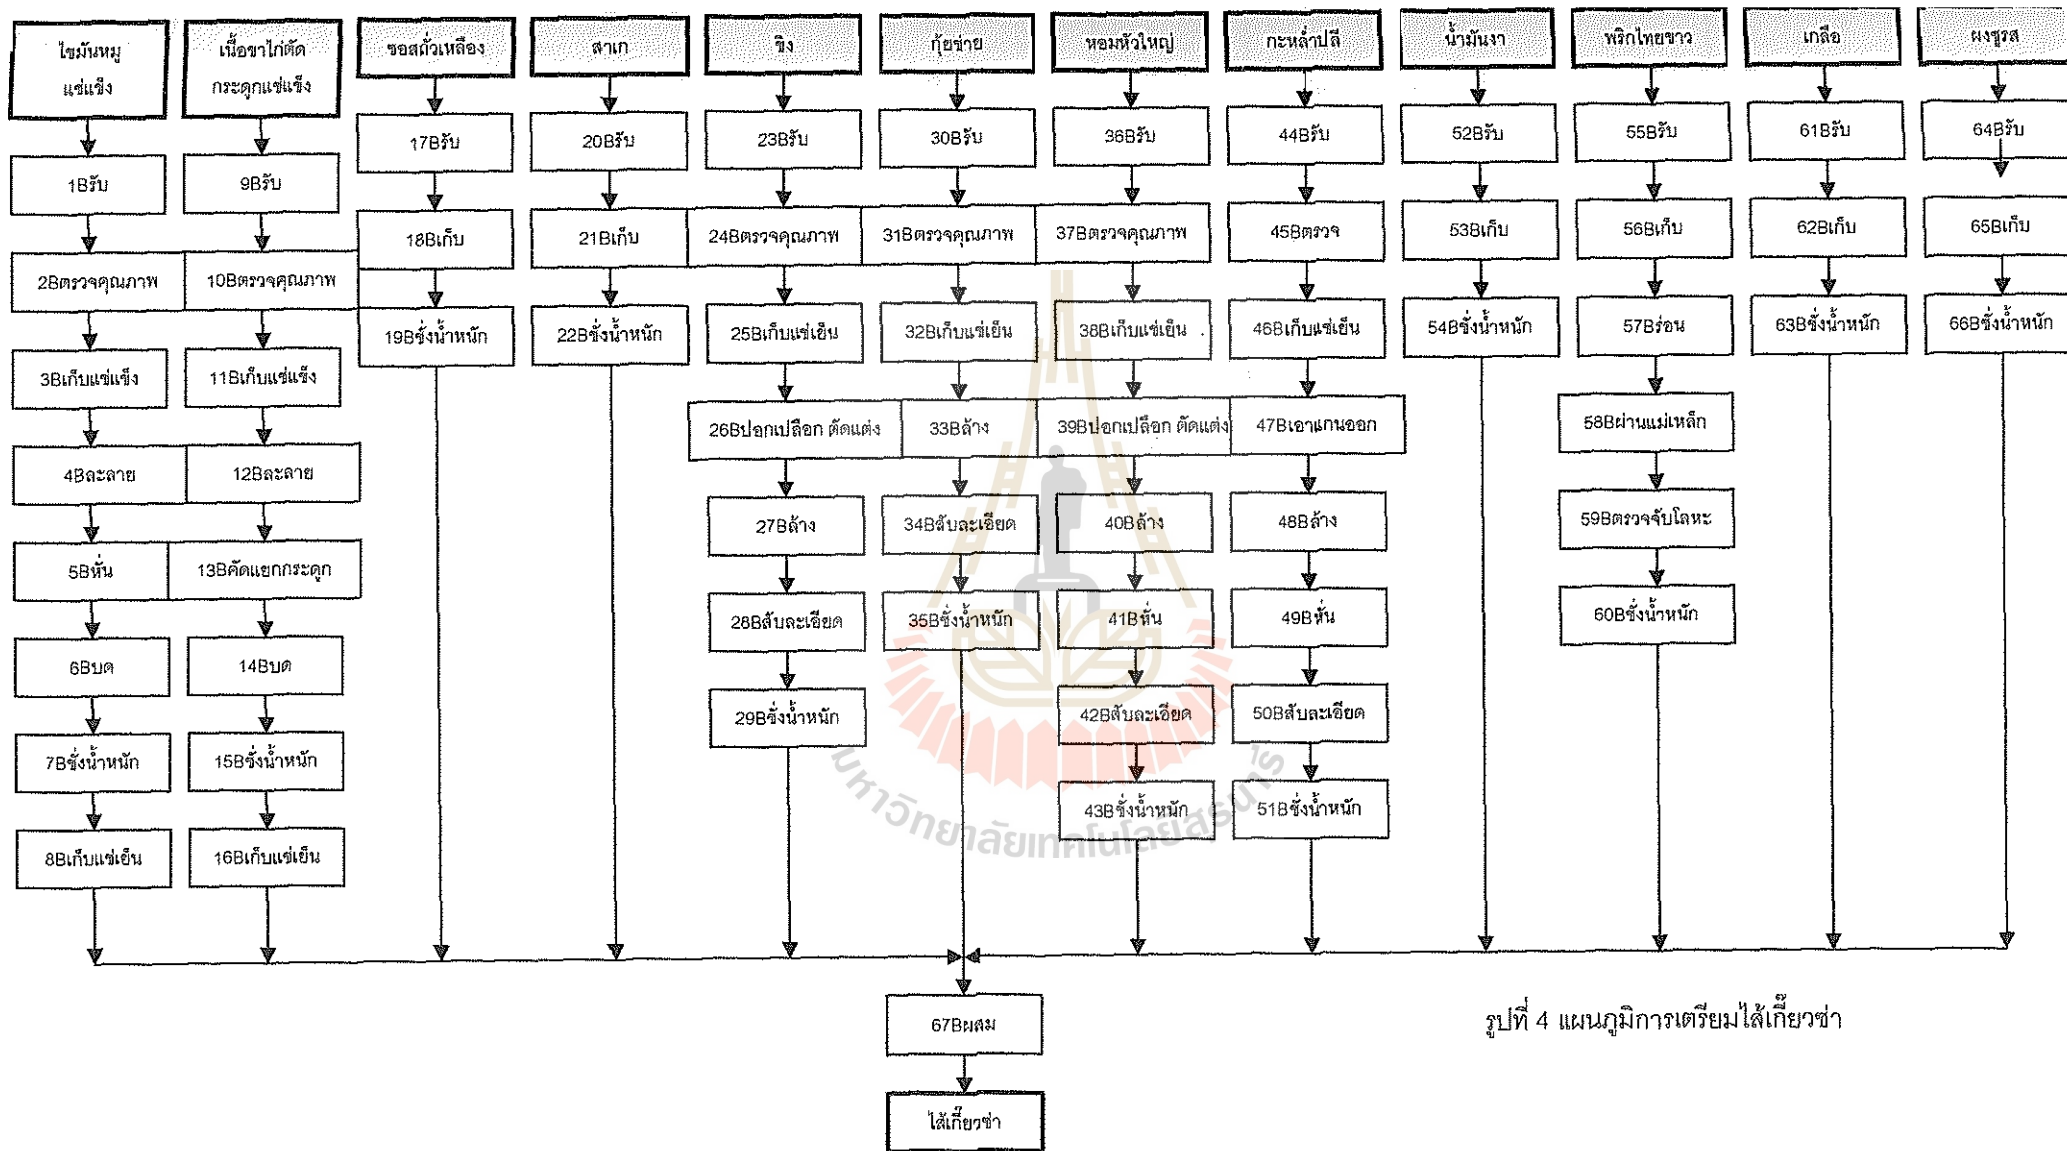 ไขมันหมู
แช่แข็ง
1Bรับ
2Bตรวจคุณภาพ
3Bเก็บแช่แข็ง
4Bละลาย
5Bหั่น
6Bบด
7Bชั่งน้ำหนัก
8Bเก็บแช่เย็น
เนื้อขาไก่ตัด
กระดูกแช่แข็ง
9Bรับ
10Bตรวจคุณภาพ
11Bเก็บแช่แข็ง
12Bละลาย
13Bคัดแยกกระดูก
14Bบด
15Bชั่งน้ำหนัก
16Bเก็บแช่เย็น
ซอสถั่วเหลือง
17Bรับ
18Bเก็บ
19Bชั่งน้ำหนัก
สาเก
20Bรับ
21Bเก็บ
22Bชั่งน้ำหนัก
ขิง
23Bรับ
24Bตรวจคุณภาพ
25Bเก็บแช่เย็น
26Bปอกเปลือก ตัดแต่ง
27Bล้าง
28Bสับละเอียด
29Bชั่งน้ำหนัก
กุ้ยช่าย
30Bรับ
31Bตรวจคุณภาพ
32Bเก็บแช่เย็น
33Bล้าง
34Bสับละเอียด
35Bชั่งน้ำหนัก
หอมหัวใหญ่
36Bรับ
37Bตรวจคุณภาพ
38Bเก็บแช่เย็น
39Bปอกเปลือก ตัดแต่ง
40Bล้าง
41Bหั่น
42Bสับละเอียด
43Bชั่งน้ำหนัก
กะหล่ำปลี
44Bรับ
45Bตรวจ
46Bเก็บแช่เย็น
47Bเอาแกนออก
48Bล้าง
49Bหั่น
50Bสับละเอียด
51Bชั่งน้ำหนัก
น้ำมันงา
52Bรับ
53Bเก็บ
54Bชั่งน้ำหนัก
พริกไทยขาว
55Bรับ
56Bเก็บ
57Bร่อน
58Bผ่านแม่เหล็ก
59Bตรวจจับโลหะ
60Bชั่งน้ำหนัก
เกลือ
61Bรับ
62Bเก็บ
63Bชั่งน้ำหนัก
ผงชูรส
64Bรับ
65Bเก็บ
66Bชั่งน้ำหนัก
67Bผสม
ไส้เกี๊ยวซ่า
รูปที่ 4 แผนภูมิการเตรียมไส้เกี๊ยวซ่า
มหาวิทยาลัยเทคโนโลยีสุรนารี